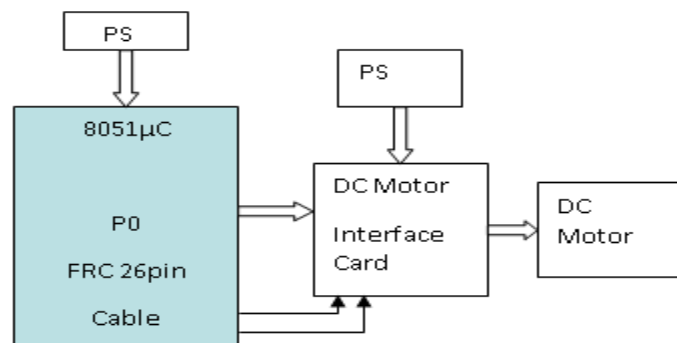 PS
PS
8051µC
P0
FRC 26pin
Cable
DC Motor
Interface
Card
DC
Motor